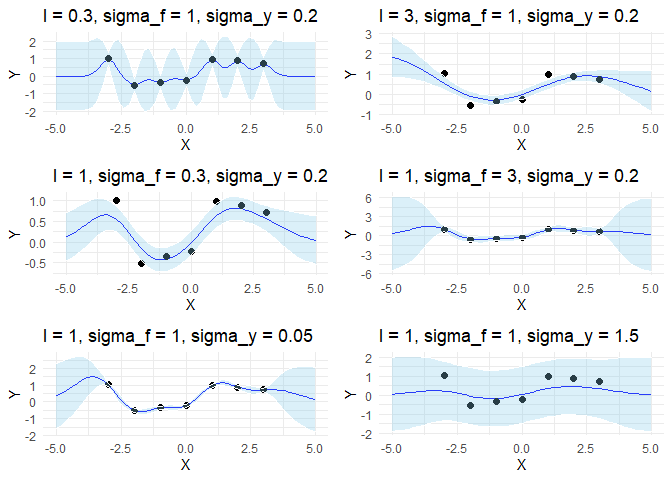 l = 0.3, sigma_f = 1, sigma_y = 0.2
Y
2
1
0
-1
-2
-5.0 -2.5 0.0 2.5 5.0
X
l = 3, sigma_f = 1, sigma_y = 0.2
Y
3
2
1
0
-1
-5.0 -2.5 0.0 2.5 5.0
X
l = 1, sigma_f = 0.3, sigma_y = 0.2
Y
1.0
0.5
0.0
-0.5
-5.0 -2.5 0.0 2.5 5.0
X
l = 1, sigma_f = 3, sigma_y = 0.2
Y
6
3
0
-3
-6
-5.0 -2.5 0.0 2.5 5.0
X
l = 1, sigma_f = 1, sigma_y = 0.05
Y
2
1
0
-1
-2
-5.0 -2.5 0.0 2.5 5.0
X
l = 1, sigma_f = 1, sigma_y = 1.5
Y
2
1
0
-1
-2
-5.0 -2.5 0.0 2.5 5.0
X